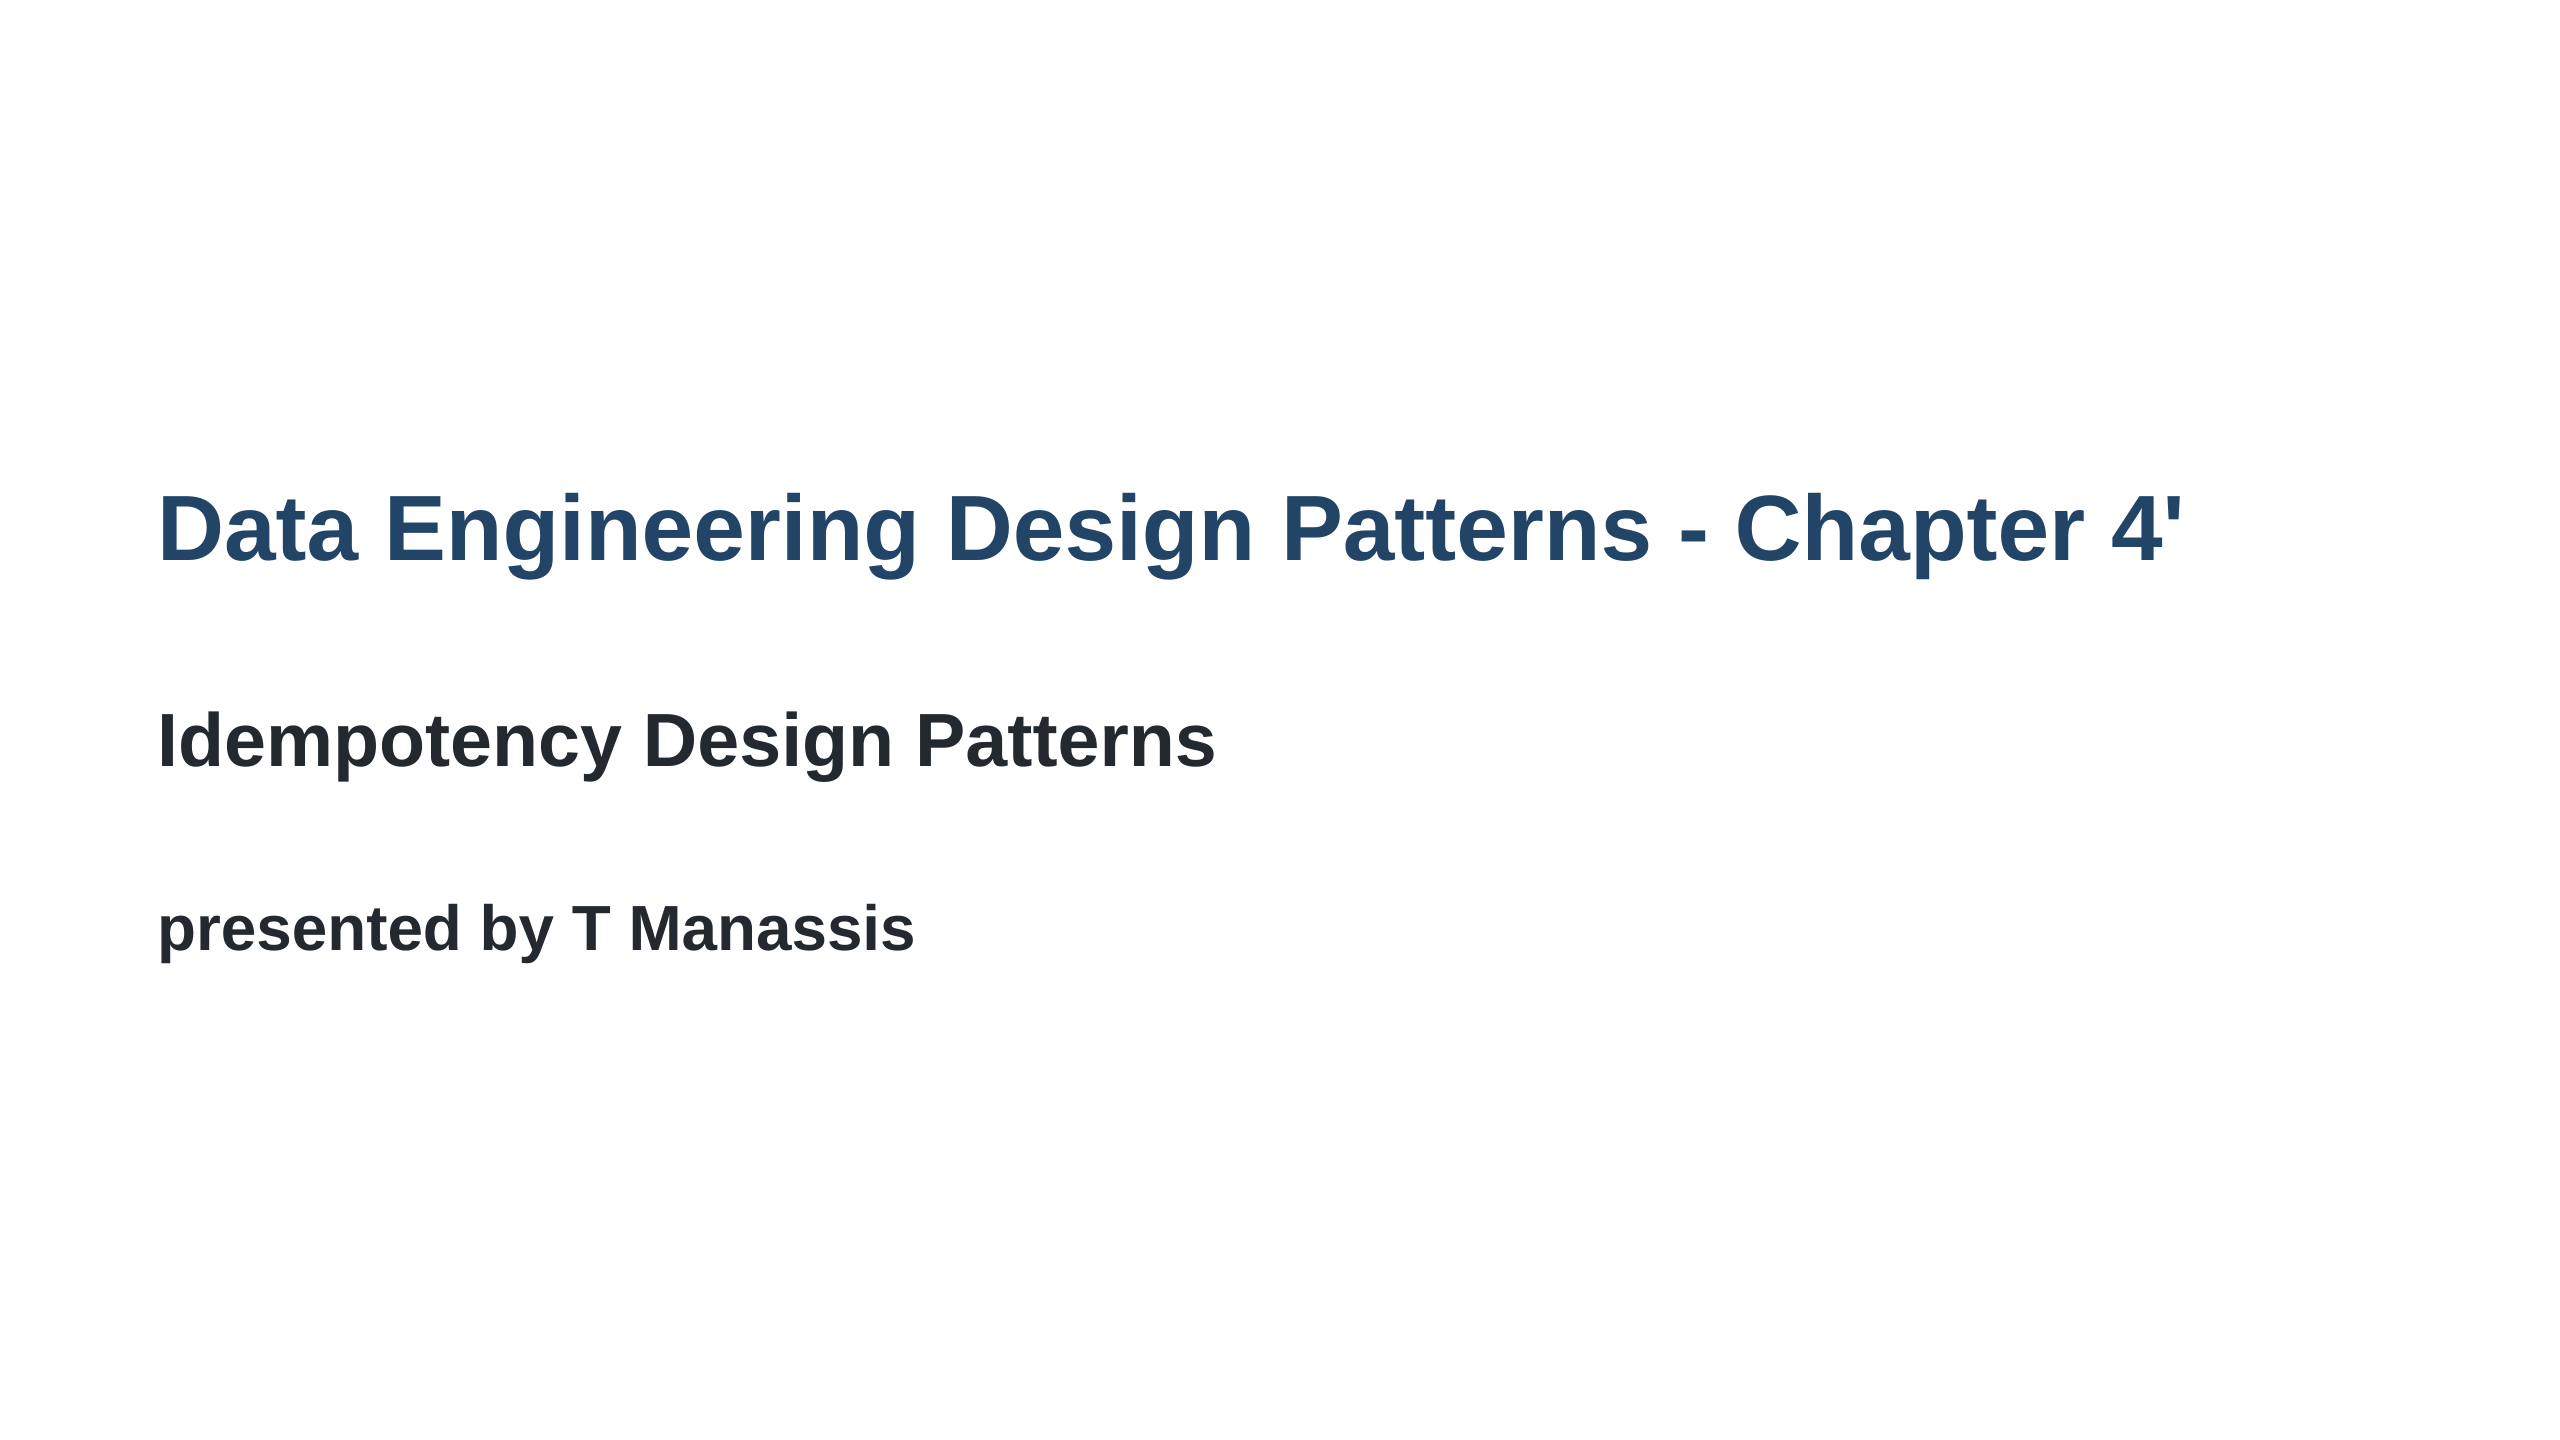 Data Engineering Design Patterns - Chapter 4'
Idempotency Design Patterns
presented by T Manassis